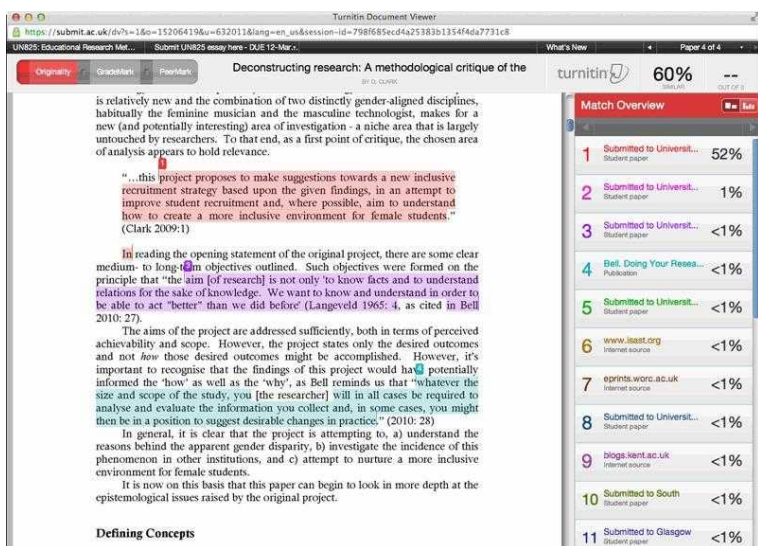 Turnitin Document Viewer
https://submit.ac.uk/dv?s=1&o=15206419&u=632011&lang=en_us&session-id=798f685ecd4a25383b1354f4da7731c8
UN825: Educational Research Met... Submit UN825 essay here - DUE 12-Mar... What's New Paper 4 of 4
Originality GradeMark PeerMark Deconstructing research: A methodological critique of the turnitin 60% --
BY D. CLARK SIMILAR OUT OF 0
is relatively new and the combination of two distinctly gender-aligned disciplines,
habitually the feminine musician and the masculine technologist, makes for a
new (and potentially interesting) area of investigation - a niche area that is largely
untouched by researchers. To that end, as a first point of critique, the chosen area
of analysis appears to hold relevance.
1
"…this project proposes to make suggestions towards a new inclusive
recruitment strategy based upon the given findings, in an attempt to
improve student recruitment and, where possible, aim to understand
how to create a more inclusive environment for female students."
(Clark 2009:1)
In reading the opening statement of the original project, there are some clear
medium- to long-term objectives outlined. Such objectives were formed on the
principle that "the aim [of research] is not only 'to know facts and to understand
relations for the sake of knowledge. We want to know and understand in order to
be able to act "better" than we did before' (Langeveld 1965: 4, as cited in Bell
2010: 27).
The aims of the project are addressed sufficiently, both in terms of perceived
achievability and scope. However, the project states only the desired outcomes
and not how those desired outcomes might be accomplished. However, it's
important to recognise that the findings of this project would have potentially
informed the 'how' as well as the 'why', as Bell reminds us that "whatever the
size and scope of the study, you [the researcher] will in all cases be required to
analyse and evaluate the information you collect and, in some cases, you might
then be in a position to suggest desirable changes in practice." (2010: 28)
In general, it is clear that the project is attempting to, a) understand the
reasons behind the apparent gender disparity, b) investigate the incidence of this
phenomenon in other institutions, and c) attempt to nurture a more inclusive
environment for female students.
It is now on this basis that this paper can begin to look in more depth at the
epistemological issues raised by the original project.
Defining Concepts
Match Overview
1 Submitted to Universit... 52%
Student paper
2 Submitted to Universit... 1%
Student paper
3 Submitted to Universit... <1%
Student paper
4 Bell. Doing Your Resea... <1%
Publication
5 Submitted to Universit... <1%
Student paper
6 www.isast.org <1%
Internet source
7 eprints.worc.ac.uk <1%
Internet source
8 Submitted to Universit... <1%
Student paper
9 blogs.kent.ac.uk <1%
Internet source
10 Submitted to South <1%
Student paper
11 Submitted to Glasgow <1%
Student paper